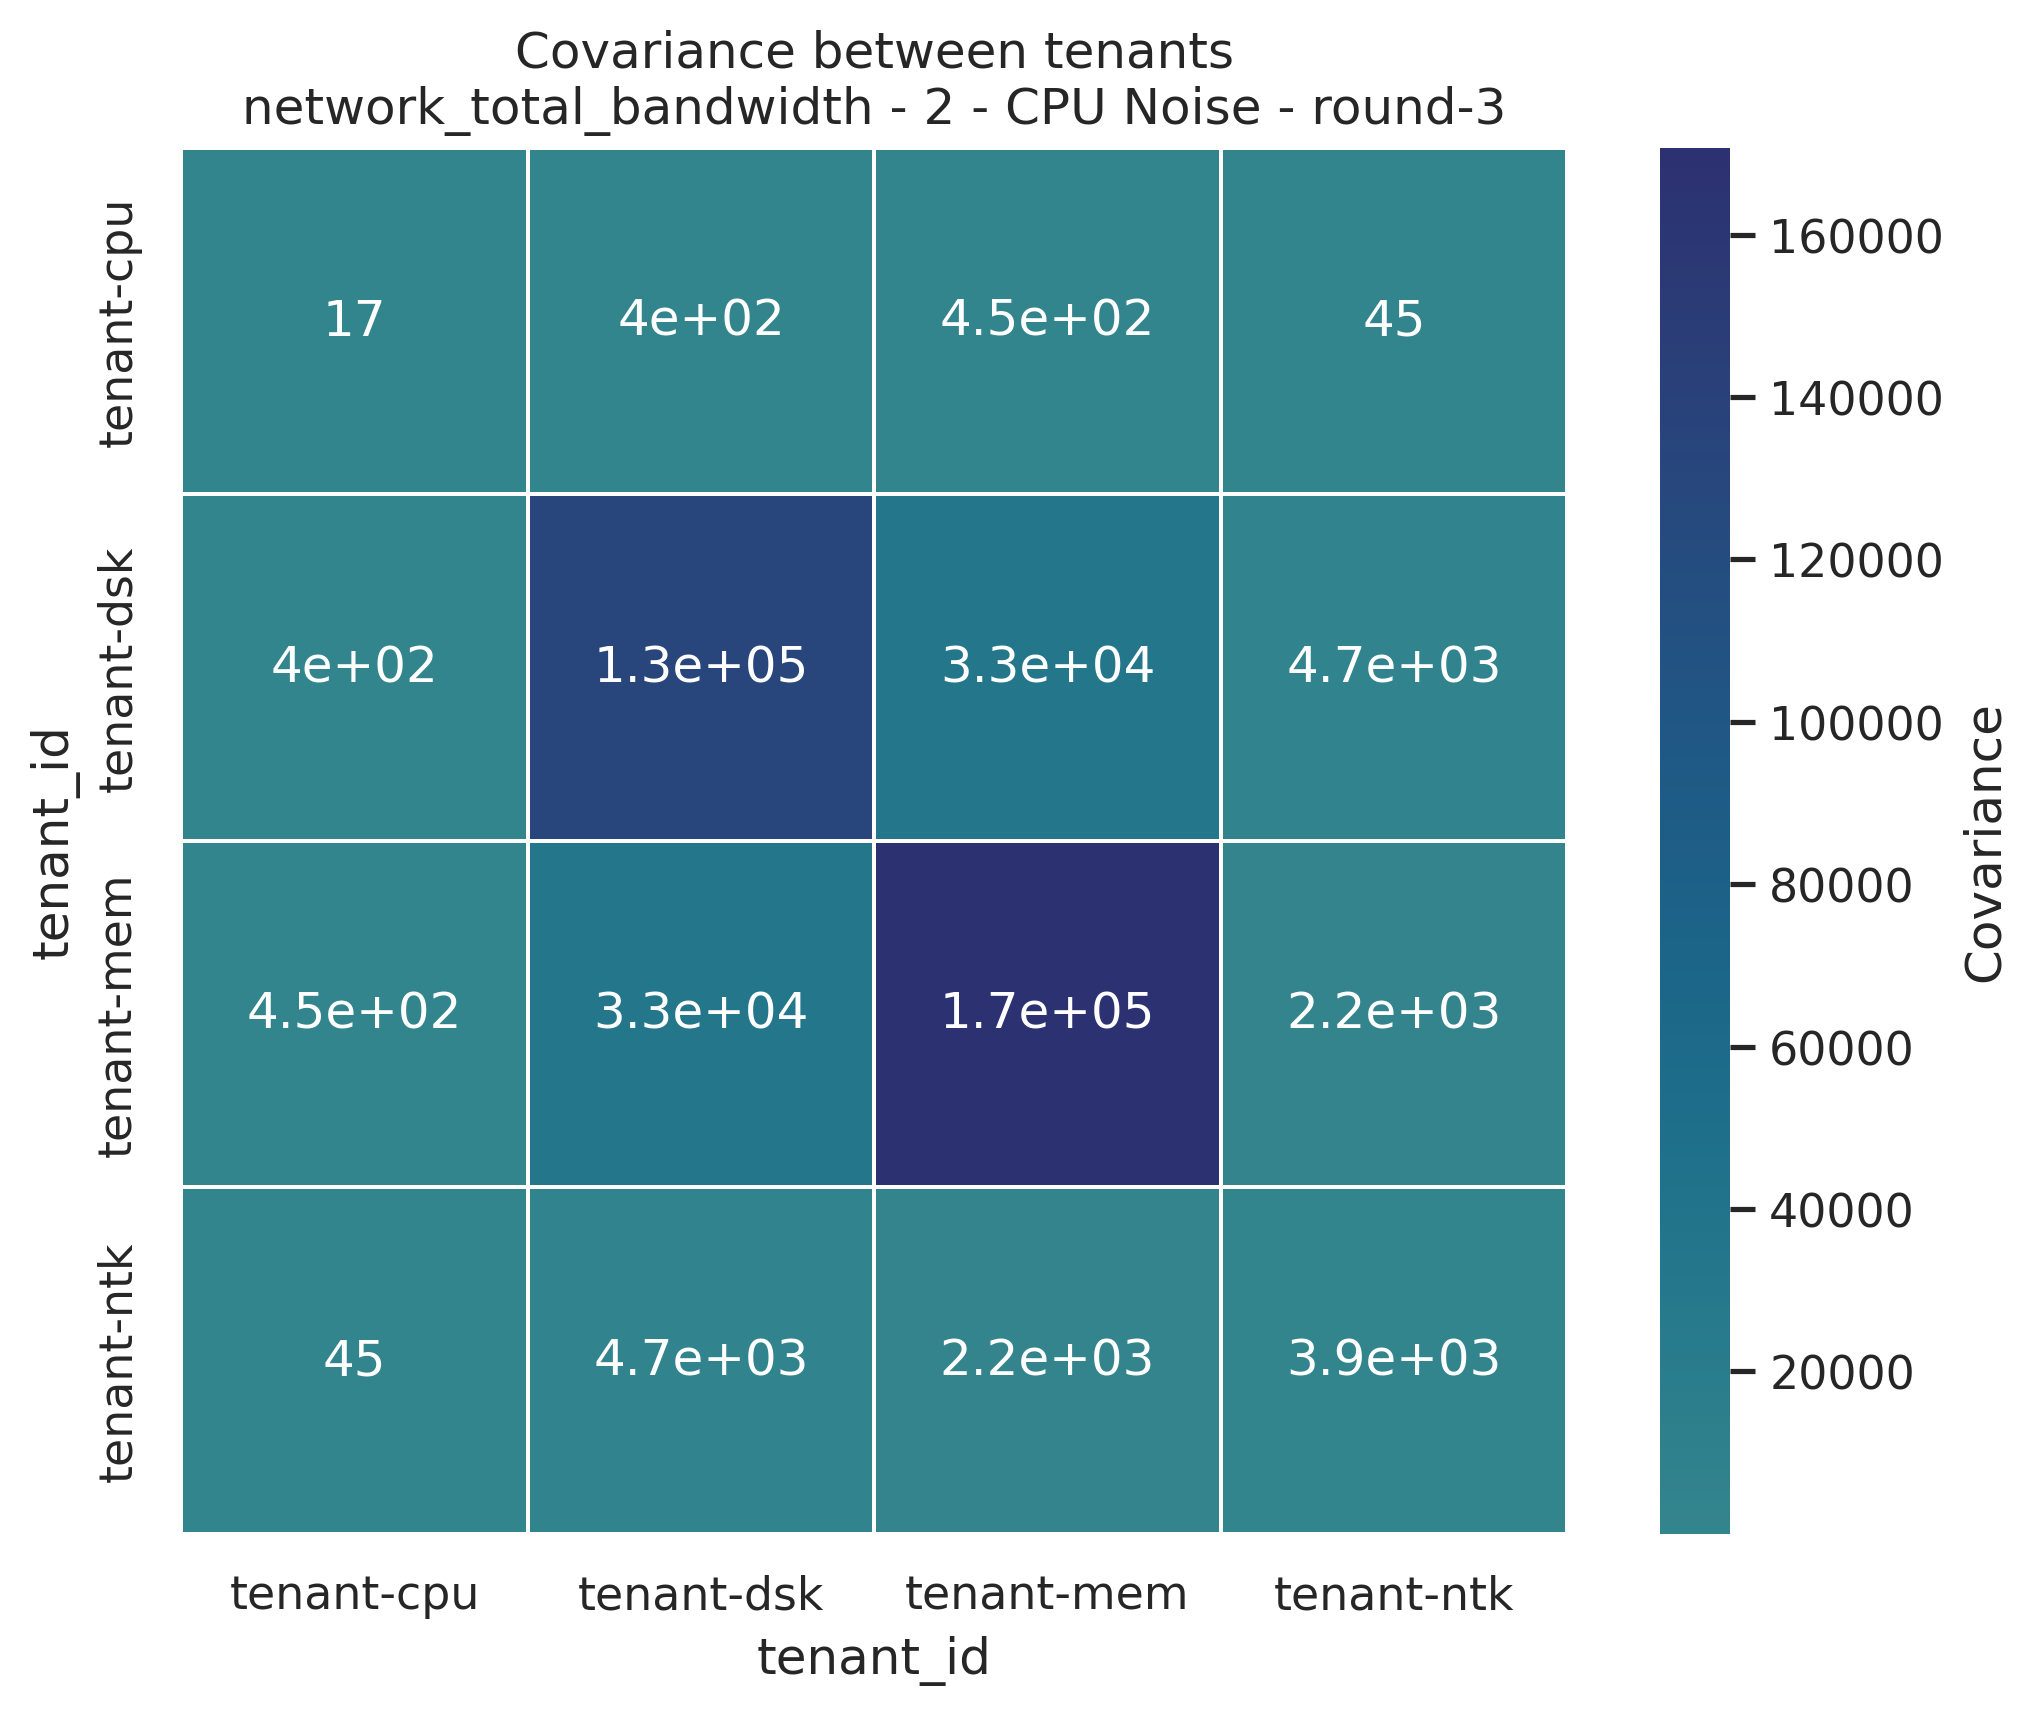 Covariance between tenants
network_total_bandwidth - 2 - CPU Noise - round-3
tenant_id
tenant-cpu
17
4e+02
4.5e+02
45
tenant-dsk
4e+02
1.3e+05
3.3e+04
4.7e+03
tenant-mem
4.5e+02
3.3e+04
1.7e+05
2.2e+03
tenant-ntk
45
4.7e+03
2.2e+03
3.9e+03
tenant-cpu
tenant-dsk
tenant-mem
tenant-ntk
tenant_id
160000
140000
120000
100000
80000
60000
40000
20000
Covariance